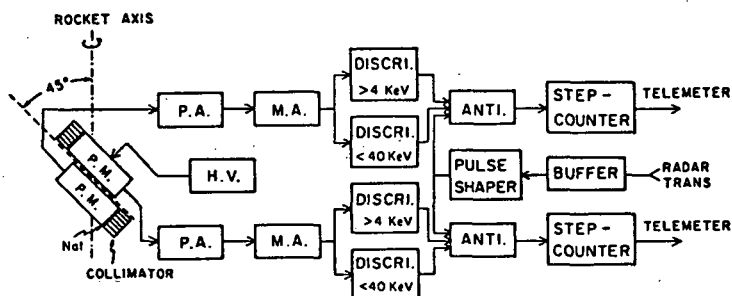 ROCKET AXIS
45°
P.M.
P.M.
NaI
COLLIMATOR
H.V.
P.A.
M.A.
DISCRI.
>4 KeV
DISCRI.
<40 KeV
ANTI.
STEP-
COUNTER
TELEMETER
PULSE
SHAPER
BUFFER
RADAR
TRANS
P.A.
M.A.
DISCRI.
>4 KeV
DISCRI.
<40 KeV
ANTI.
STEP-
COUNTER
TELEMETER